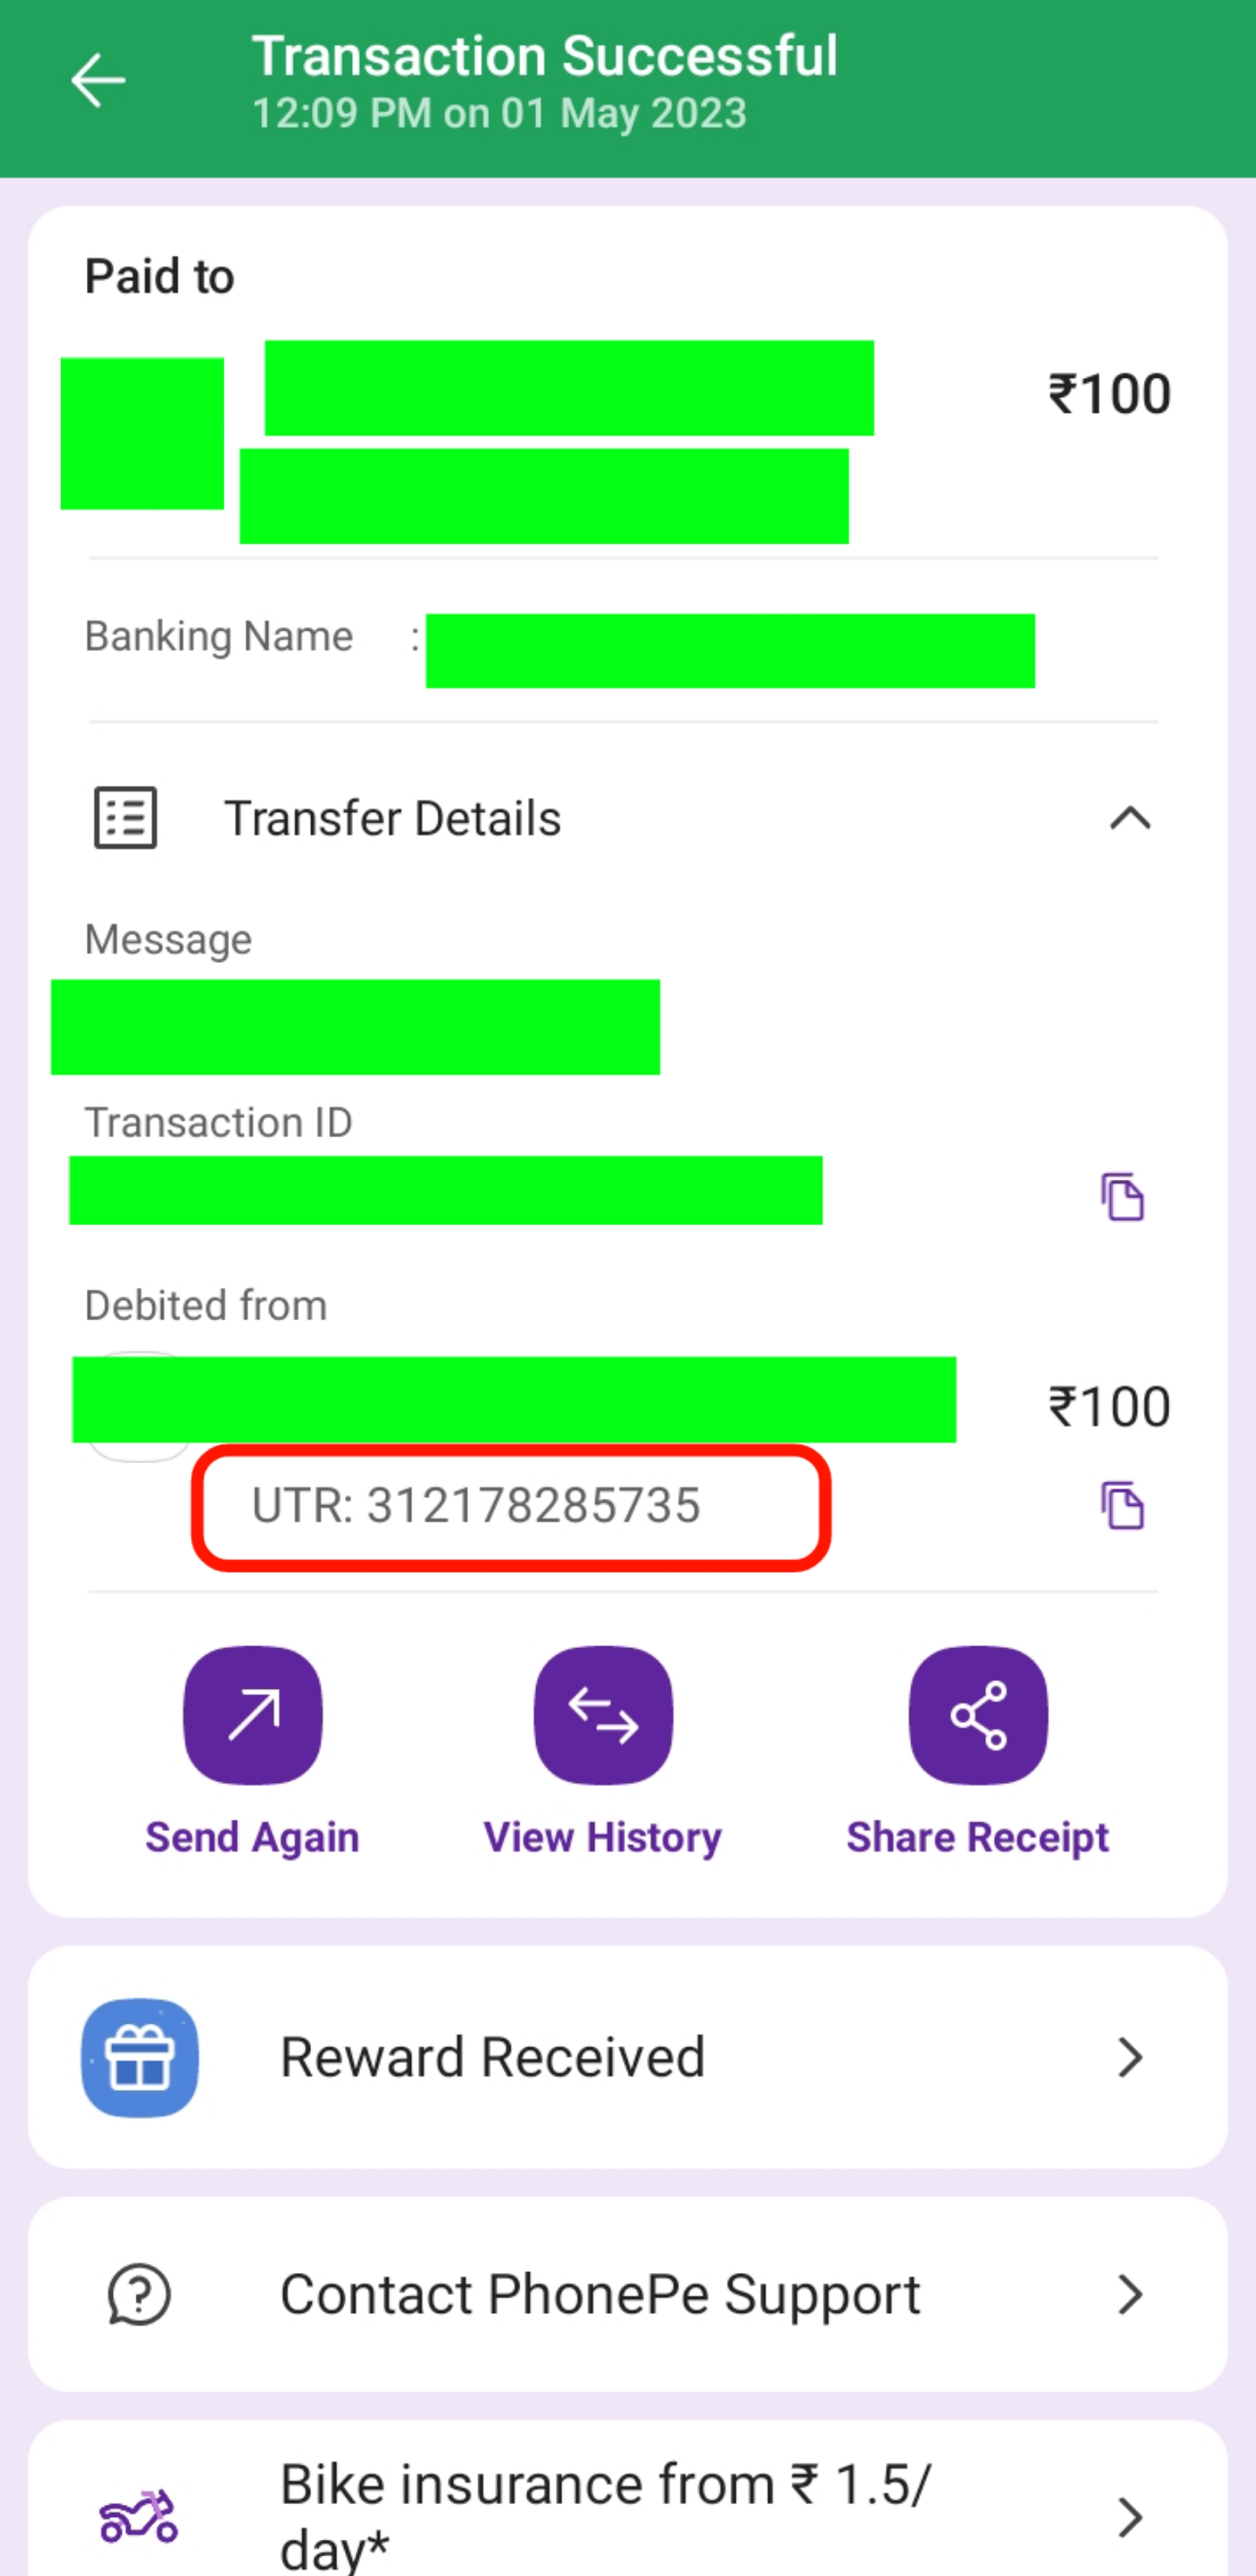 Transaction Successful
12:09 PM on 01 May 2023
Paid to
₹100
Banking Name :
Transfer Details
Message
Transaction ID
Debited from
₹100
UTR: 312178285735
Send Again
View History
Share Receipt
Reward Received
Contact PhonePe Support
Bike insurance from ₹ 1.5/
day*